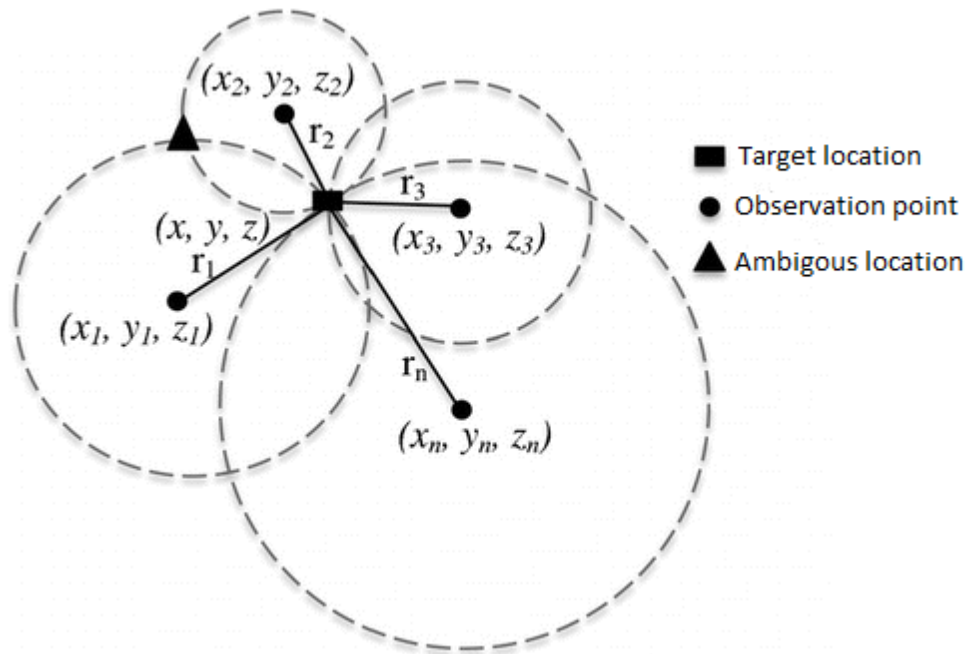 (x2, y2, z2)
r2
r3
(x, y, z)
(x3, y3, z3)
r1
(x1, y1, z1)
rn
(xn, yn, zn)
Target location
Observation point
Ambigous location